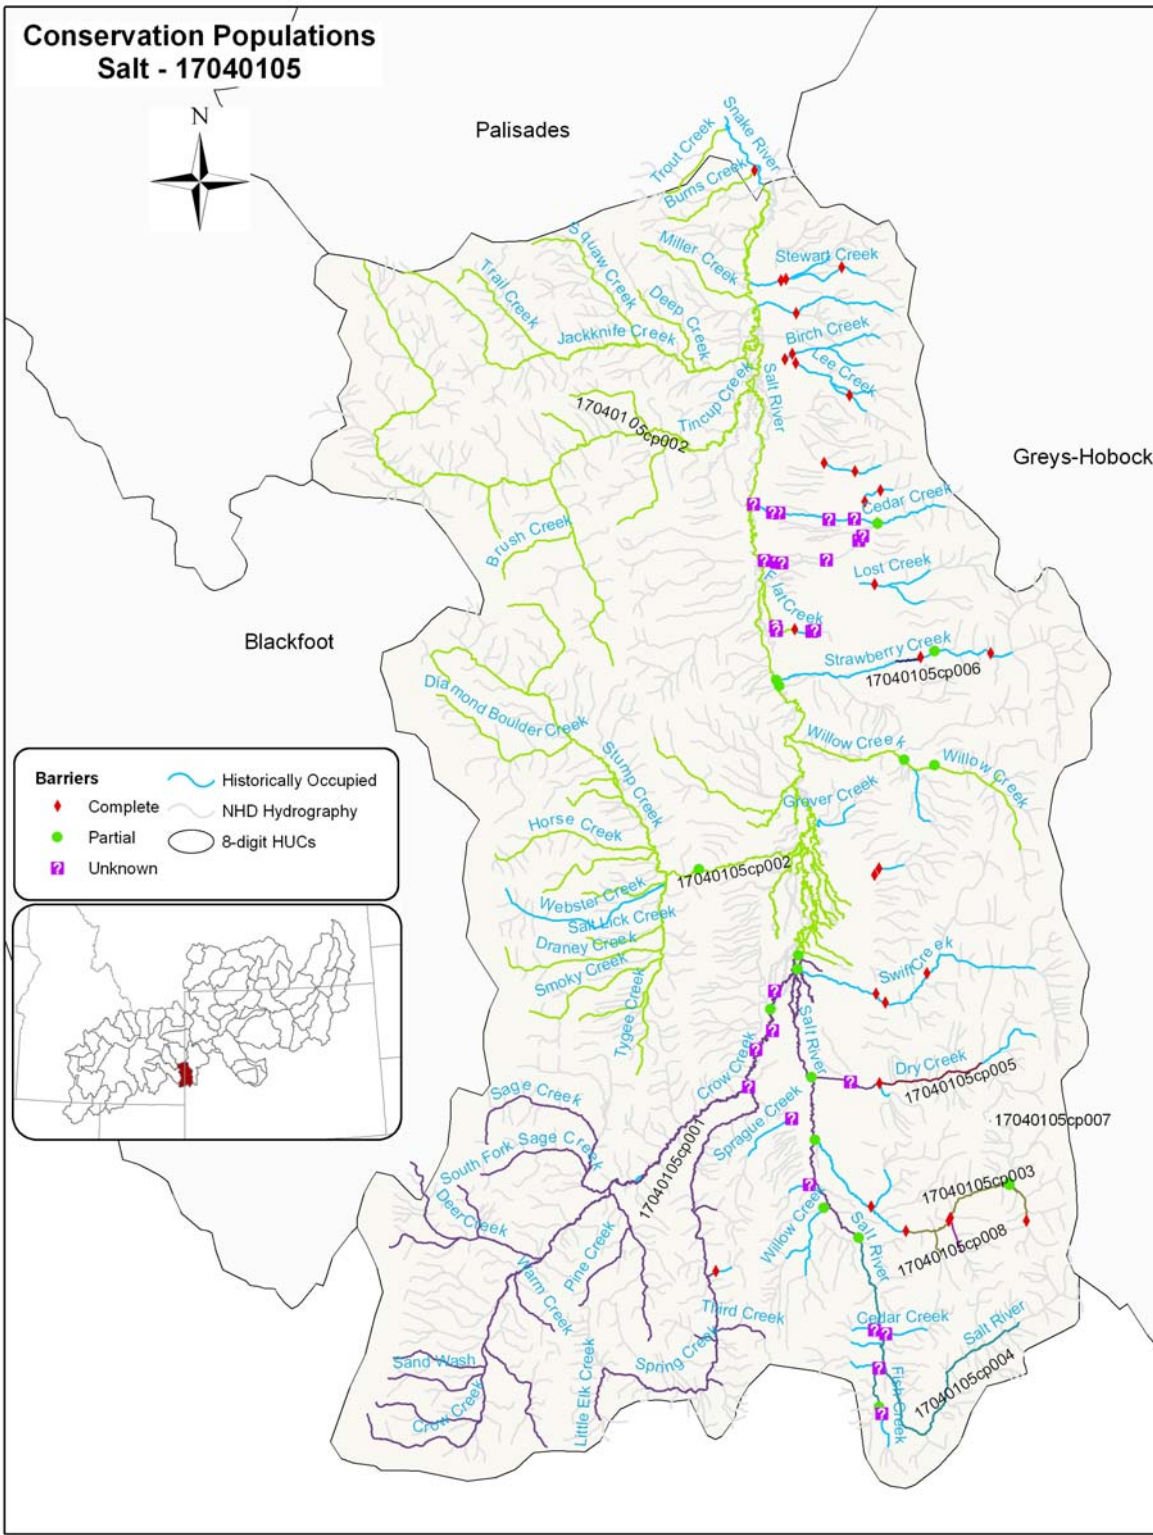 Conservation Populations
Salt - 17040105
N
Palisades
Snake River
Trout Creek
Burns Creek
Squaw Creek
Miller Creek
Stewart Creek
Trail Creek
Deep Creek
Jackknife Creek
Birch Creek
Lee Creek
Salt River
Tincup Creek
17040105cp002
Greys-Hobock
Cedar Creek
Brush Creek
Lost Creek
Flat Creek
Blackfoot
Strawberry Creek
17040105cp006
Diamond Boulder Creek
Willow Creek
Willow Creek
Stump Creek
Grover Creek
Barriers
Complete
Partial
Unknown
Historically Occupied
NHD Hydrography
8-digit HUCs
Horse Creek
17040105cp002
Webster Creek
Salt Lick Creek
Draney Creek
Smoky Creek
Tygee Creek
Swift Creek
Salt River
Crow Creek
Dry Creek
17040105cp005
Sage Creek
Sprague Creek
17040105cp007
South Fork Sage Creek
17040105cp001
17040105cp003
Deer Creek
Willow Creek
Salt River
17040105cp008
Pine Creek
Warm Creek
Third Creek
Cedar Creek
Salt River
Spring Creek
Sand Wash
Little Elk Creek
Crow Creek
Fish Creek
17040105cp004